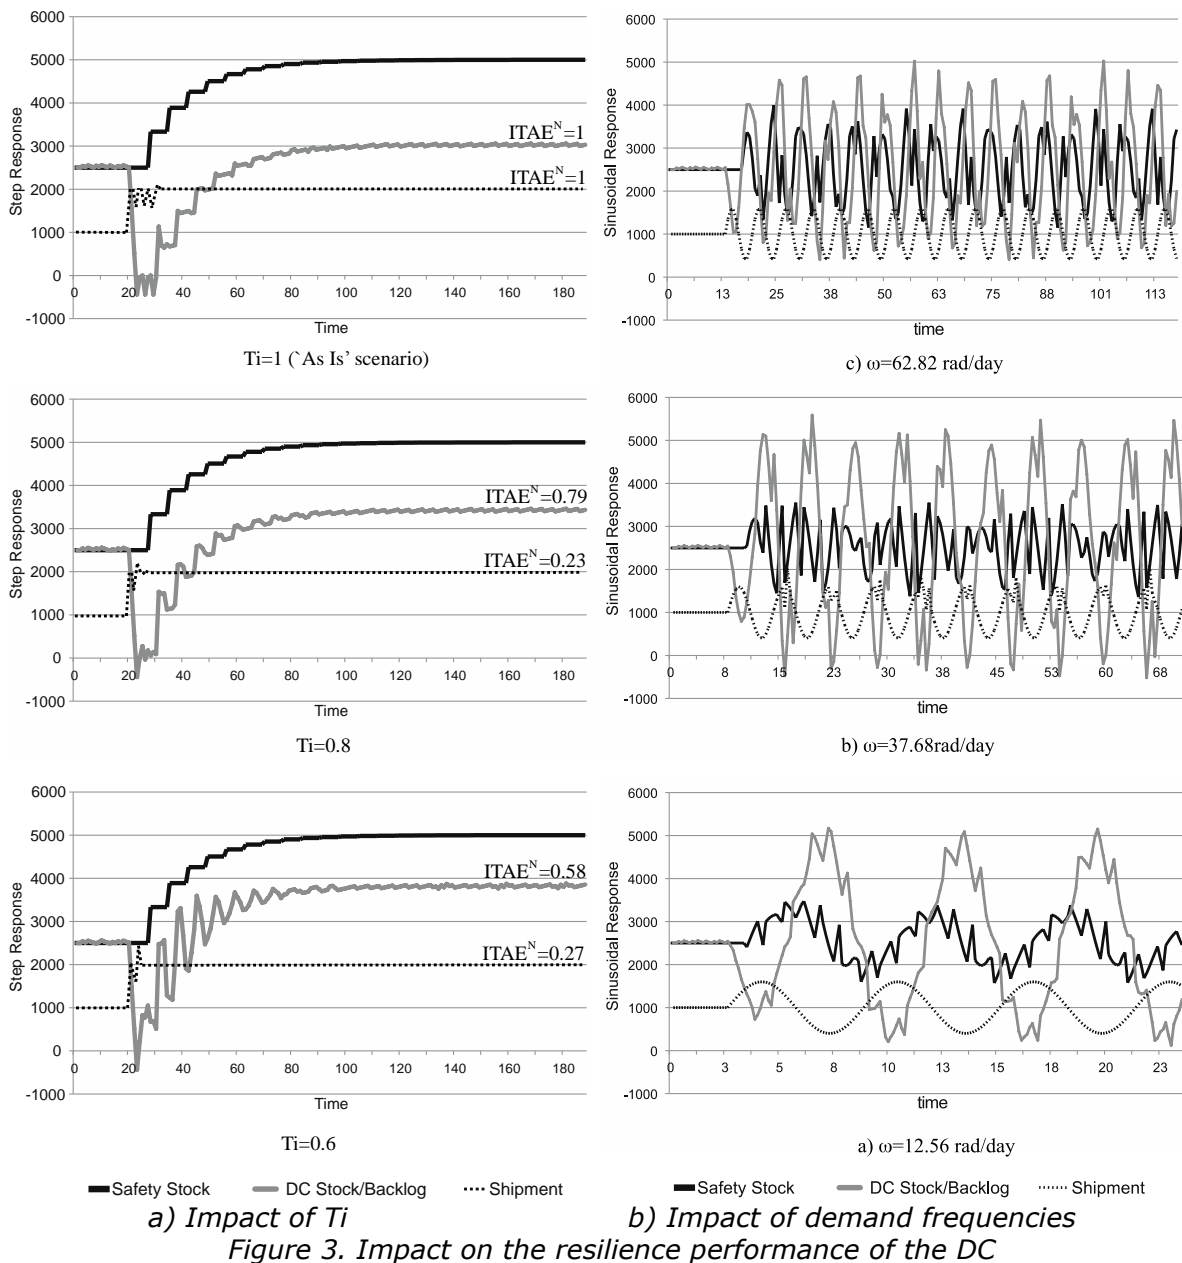 6000
5000
4000
3000
2000
1000
0
-1000
Step Response
ITAE^N=1
ITAE^N=1
0 20 40 60 80 100 120 140 160 180
Time
Ti=1 (`As Is' scenario)
6000
5000
4000
3000
2000
1000
0
-1000
Sinusoidal Response
0 13 25 38 50 63 75 88 101 113
time
c) ω=62.82 rad/day
6000
5000
4000
3000
2000
1000
0
-1000
Step Response
ITAE^N=0.79
ITAE^N=0.23
0 20 40 60 80 100 120 140 160 180
Time
Ti=0.8
6000
5000
4000
3000
2000
1000
0
-1000
Sinusoidal Response
0 8 15 23 30 38 45 53 60 68
time
b) ω=37.68rad/day
6000
5000
4000
3000
2000
1000
0
-1000
Step Response
ITAE^N=0.58
ITAE^N=0.27
0 20 40 60 80 100 120 140 160 180
Time
Ti=0.6
6000
5000
4000
3000
2000
1000
0
-1000
Sinusoidal Response
0 3 5 8 10 13 15 18 20 23
time
a) ω=12.56 rad/day
Safety Stock DC Stock/Backlog Shipment
Safety Stock DC Stock/Backlog Shipment
a) Impact of Ti
b) Impact of demand frequencies
Figure 3. Impact on the resilience performance of the DC